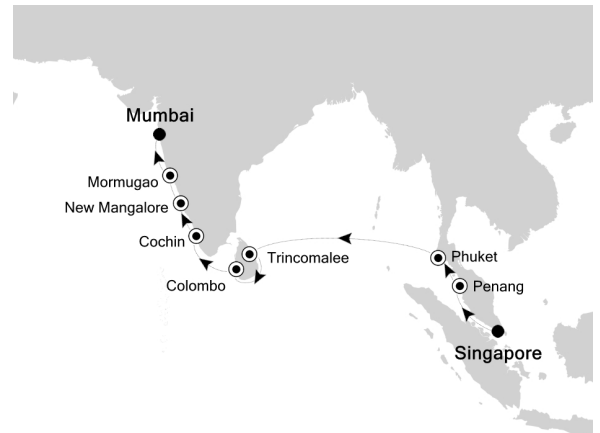 Mumbai
Mormugao
New Mangalore
Cochin
Trincomalee
Colombo
Phuket
Penang
Singapore